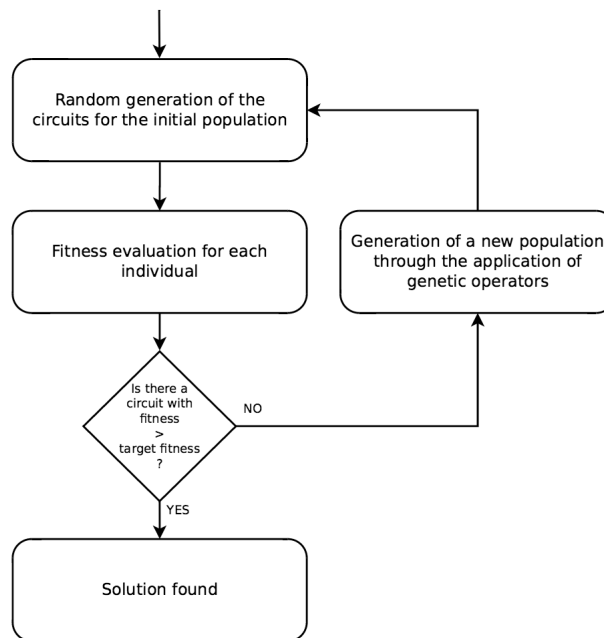 Random generation of the
circuits for the initial population
Fitness evaluation for each
individual
Generation of a new population
through the application of
genetic operators
Is there a
circuit with
fitness
>
target fitness
?
NO
YES
Solution found